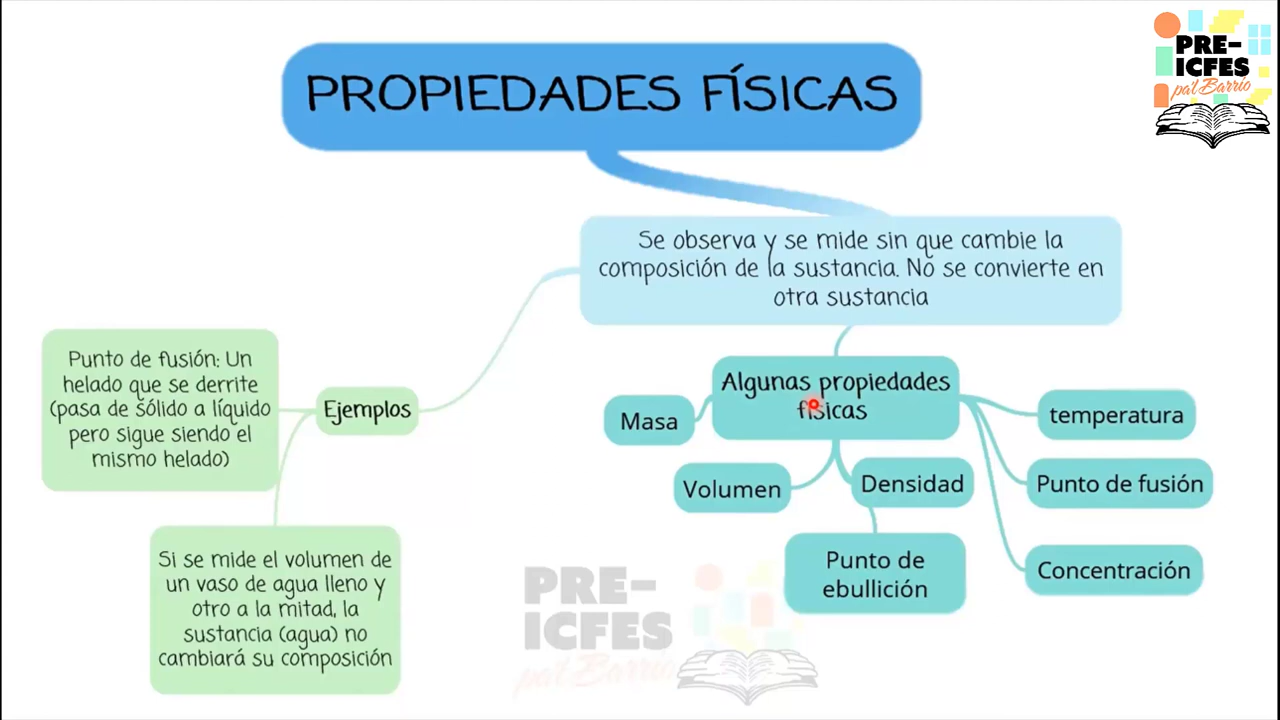 PRE-
ICFES
pa'l Barrio
PROPIEDADES FÍSICAS
Se observa y se mide sin que cambie la
composición de la sustancia. No se convierte en
otra sustancia
Punto de fusión: Un
helado que se derrite
(pasa de sólido a líquido
pero sigue siendo el
mismo helado)
Ejemplos
Si se mide el volumen de
un vaso de agua lleno y
otro a la mitad, la
sustancia (agua) no
cambiará su composición
Algunas propiedades
físicas
Masa
Volumen
Densidad
Punto de
ebullición
temperatura
Punto de fusión
Concentración
PRE-
ICFES
pa'l Barrio